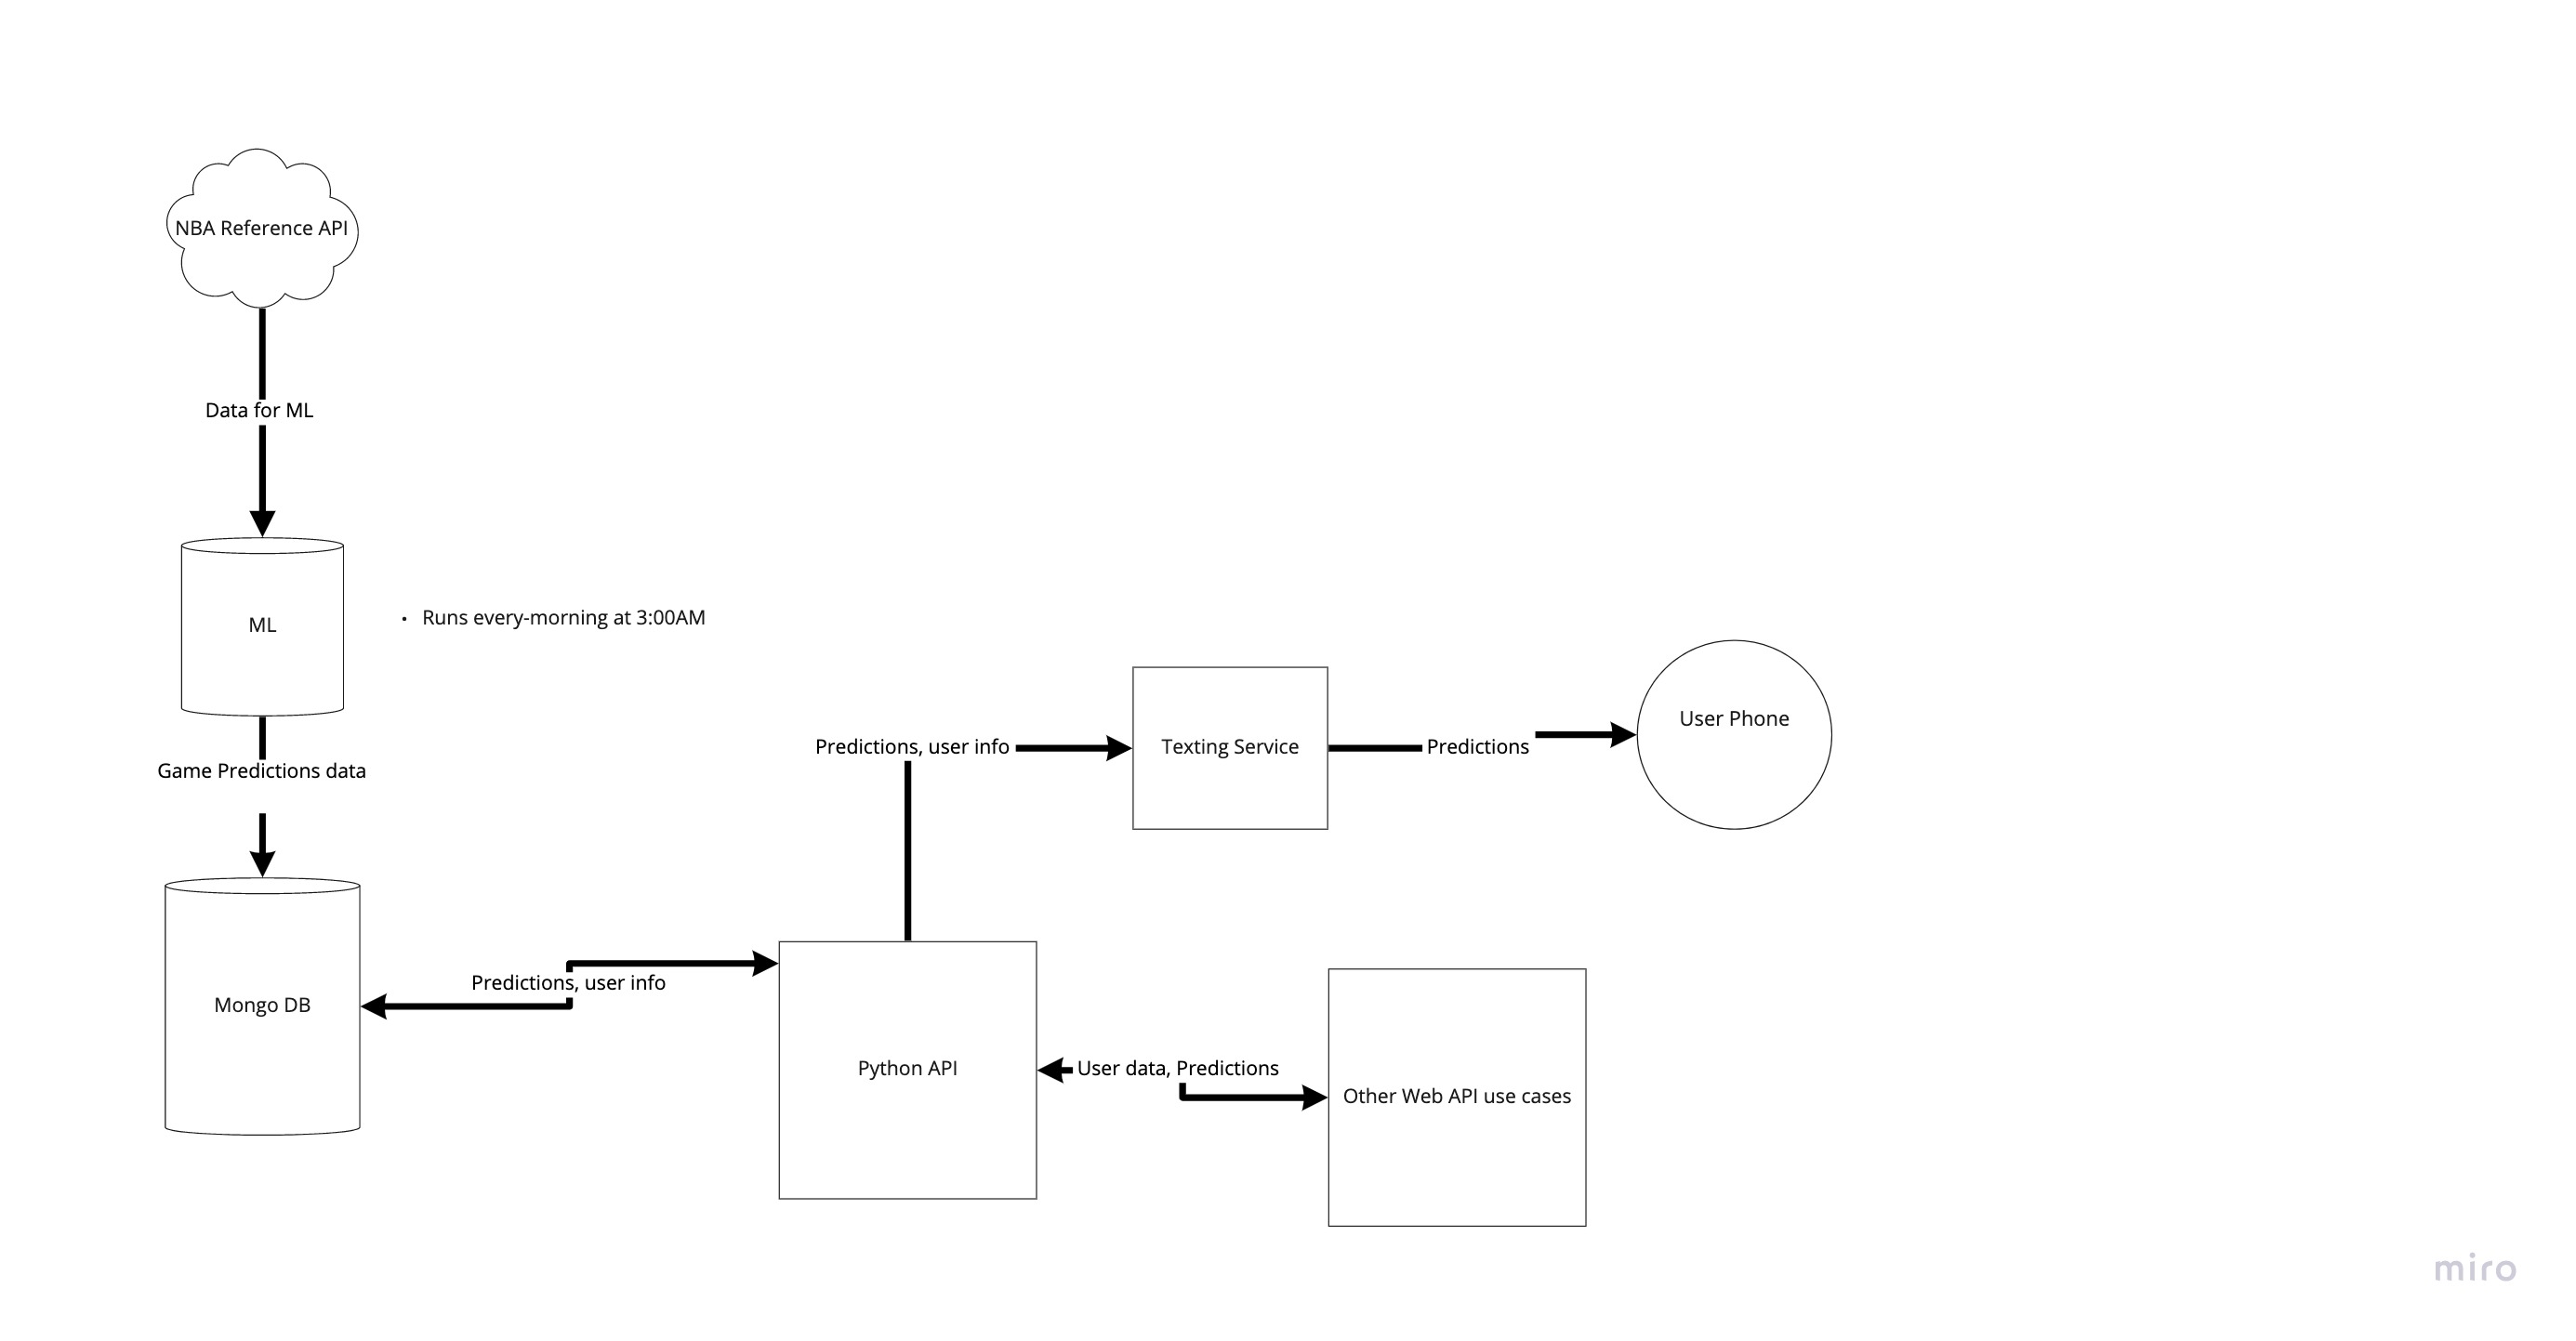 NBA Reference API
Data for ML
ML
• Runs every-morning at 3:00AM
Game Predictions data
Mongo DB
Predictions, user info
Predictions, user info
Texting Service
Predictions
User Phone
Python API
User data, Predictions
Other Web API use cases
miro